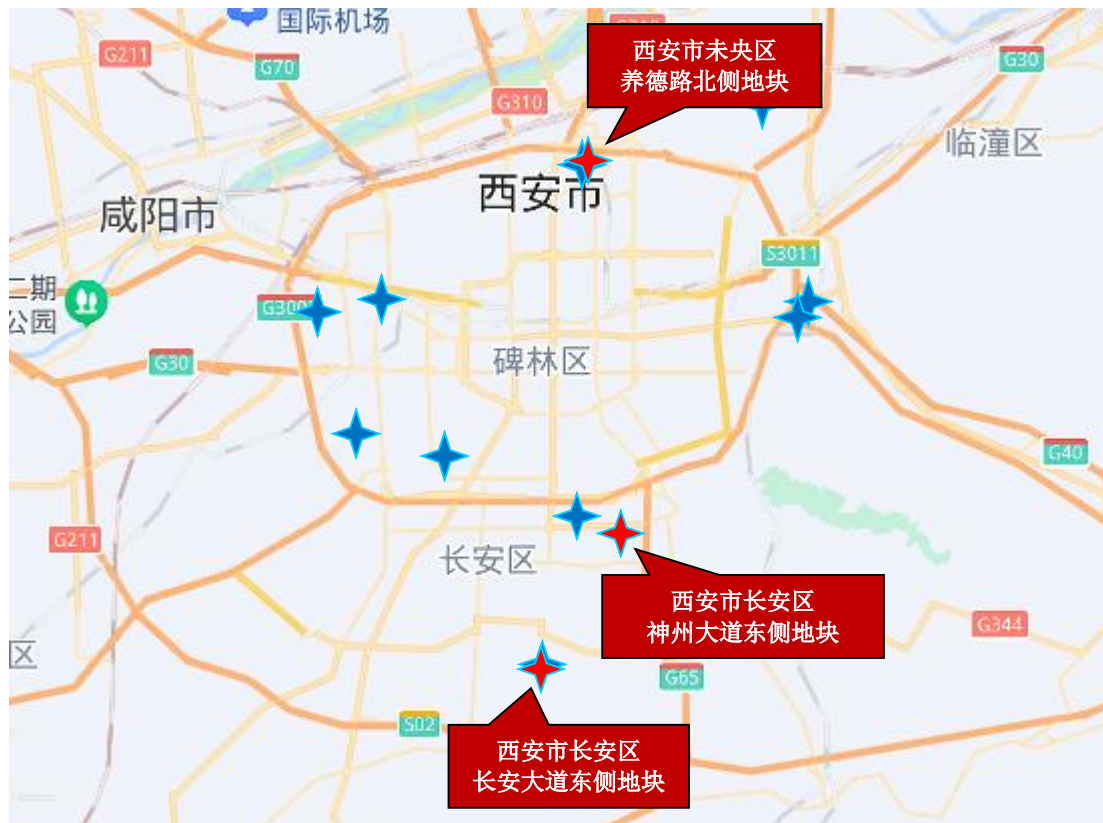 国际机场
G211
G70
G310
西安市未央区
养德路北侧地块
G30
临潼区
西安市
咸阳市
S3011
二期
公园
G300
碑林区
G30
G40
G211
长安区
西安市长安区
神州大道东侧地块
G344
区
G65
S02
西安市长安区
长安大道东侧地块